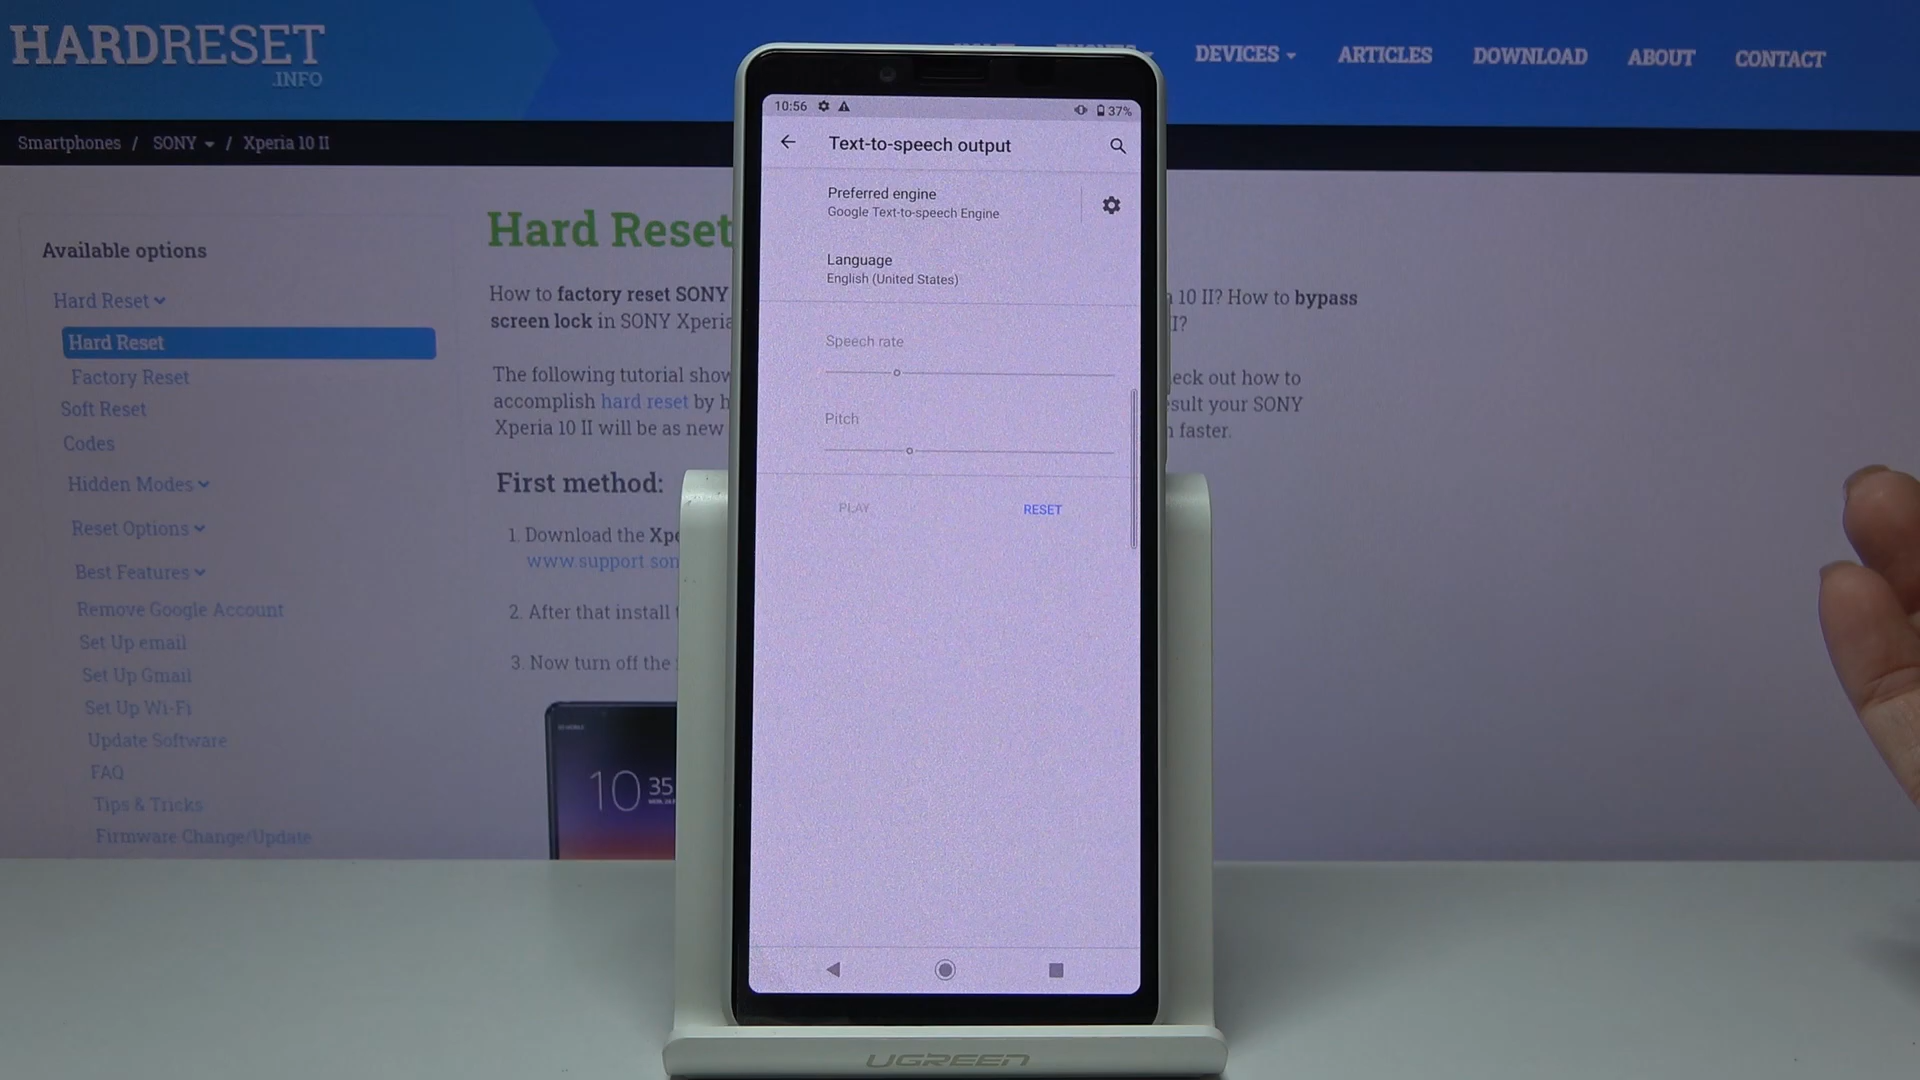 HARDRESET
.INFO
DEVICES
ARTICLES
DOWNLOAD
ABOUT
CONTACT
Smartphones / SONY / Xperia 10 II
Available options
Hard Reset
Hard Reset
Factory Reset
Soft Reset
Codes
Hidden Modes
Reset Options
Best Features
Remove Google Account
Set Up email
Set Up Gmail
Set Up Wi-Fi
Update Software
FAQ
Tips & Tricks
Firmware Change/Update
Hard Reset
How to factory reset SONY
10 II? How to bypass
screen lock in SONY Xperia
II?
The following tutorial show
eck out how to
accomplish hard reset by h
sult your SONY
Xperia 10 II will be as new
faster.
First method:
1. Download the Xpe
www.support.son
2. After that install
3. Now turn off the
10 35
10:56
37%
Text-to-speech output
Preferred engine
Google Text-to-speech Engine
Language
English (United States)
Speech rate
Pitch
PLAY
RESET
UGREEN